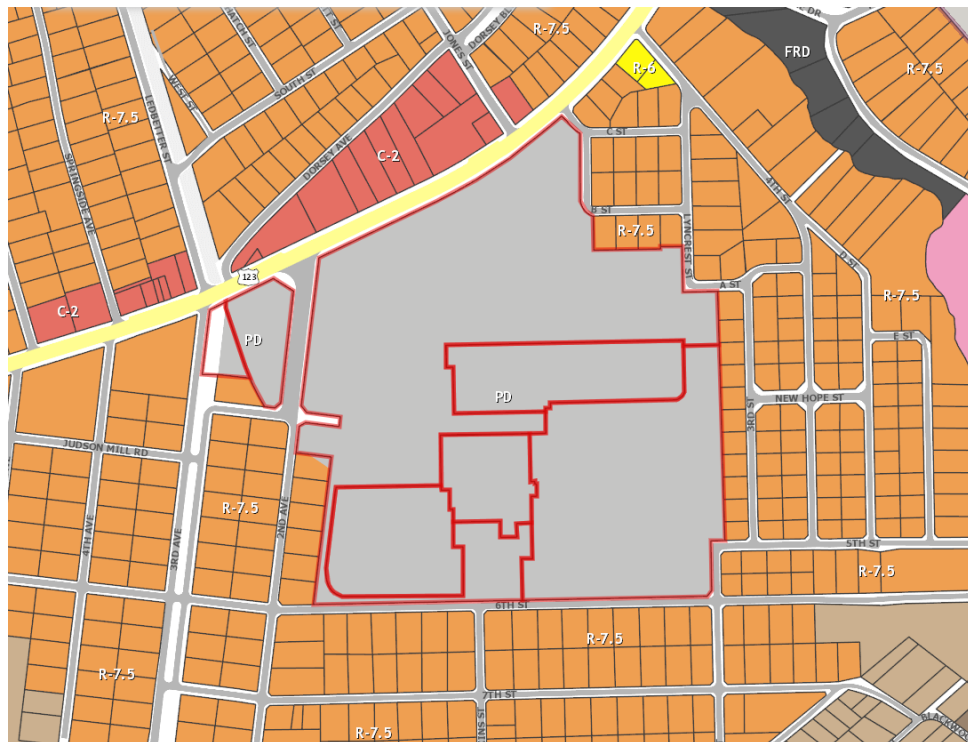 JONES ST
DORSEY
R-7.5
DR
FRD
R-7.5
R-6
SOUTH ST
WEST ST
LEDBETTER ST
R-7.5
C ST
C-2
DORSEY AVE
4TH ST
SPRINGSIDE AVE
B ST
LYNCREST ST
R-7.5
D ST
123
A ST
R-7.5
C-2
PD
E ST
PD
NEW HOPE ST
3RD ST
JUDSON MILL RD
R-7.5
2ND AVE
4TH AVE
3RD AVE
5TH ST
R-7.5
6TH ST
R-7.5
R-7.5
7TH ST
R-7.5